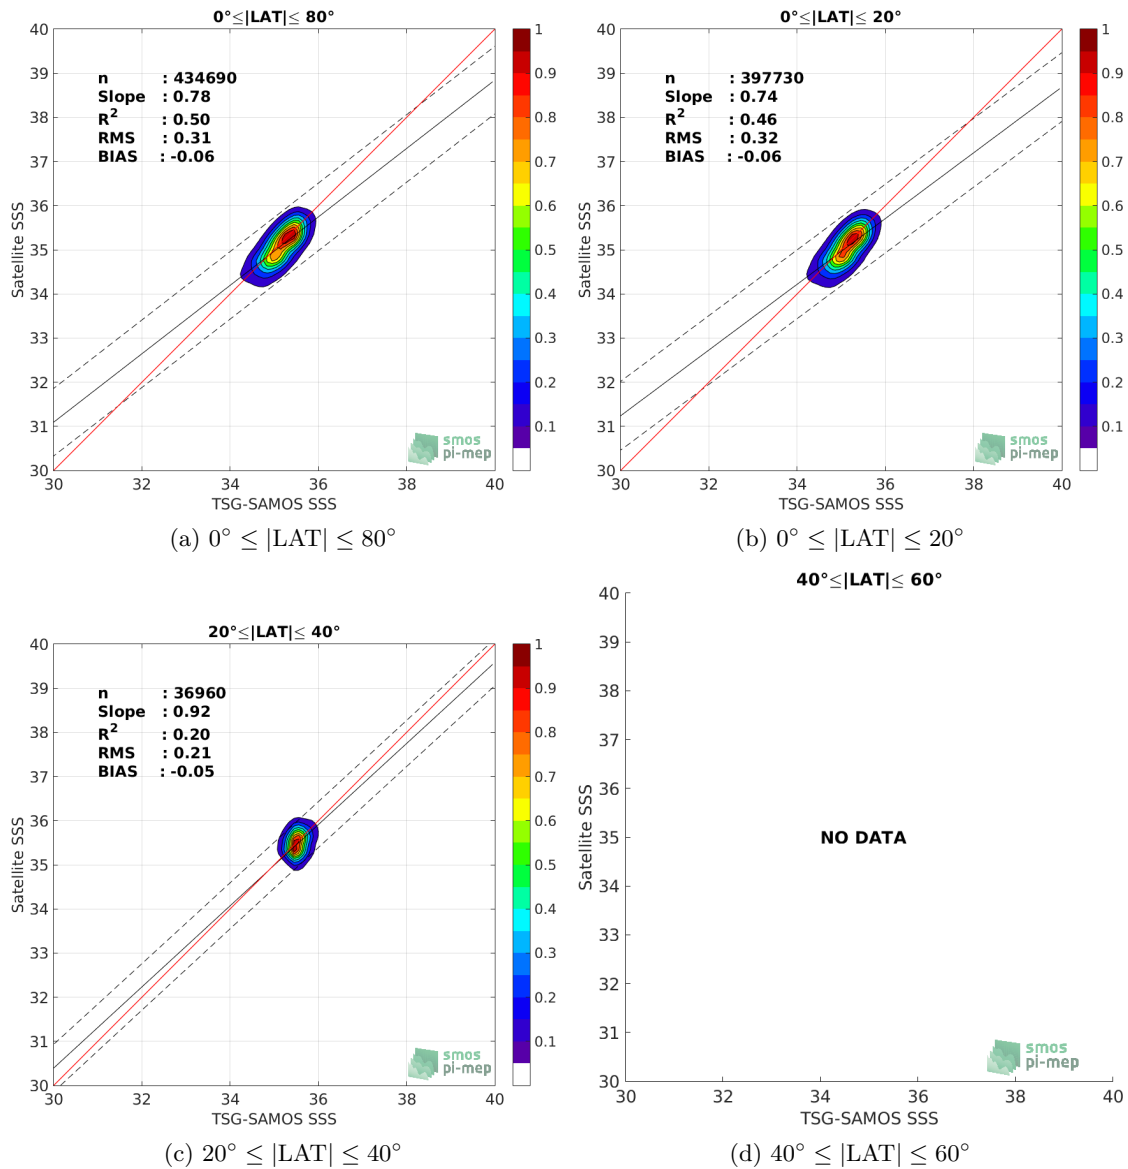 0°≤|LAT|≤ 80°
40
39
38
37
36
35
34
33
32
31
30
Satellite SSS
n : 434690
Slope : 0.78
R2 : 0.50
RMS : 0.31
BIAS : -0.06
smos
pi-mep
30 32 34 36 38 40
TSG-SAMOS SSS
1
0.9
0.8
0.7
0.6
0.5
0.4
0.3
0.2
0.1
(a) 0° ≤ |LAT| ≤ 80°
0°≤|LAT|≤ 20°
40
39
38
37
36
35
34
33
32
31
30
Satellite SSS
n : 397730
Slope : 0.74
R2 : 0.46
RMS : 0.32
BIAS : -0.06
smos
pi-mep
30 32 34 36 38 40
TSG-SAMOS SSS
1
0.9
0.8
0.7
0.6
0.5
0.4
0.3
0.2
0.1
(b) 0° ≤ |LAT| ≤ 20°
20°≤|LAT|≤ 40°
40
39
38
37
36
35
34
33
32
31
30
Satellite SSS
n : 36960
Slope : 0.92
R2 : 0.20
RMS : 0.21
BIAS : -0.05
smos
pi-mep
30 32 34 36 38 40
TSG-SAMOS SSS
1
0.9
0.8
0.7
0.6
0.5
0.4
0.3
0.2
0.1
(c) 20° ≤ |LAT| ≤ 40°
40°≤|LAT|≤ 60°
40
39
38
37
36
35
34
33
32
31
30
Satellite SSS
NO DATA
smos
pi-mep
30 32 34 36 38 40
TSG-SAMOS SSS
(d) 40° ≤ |LAT| ≤ 60°